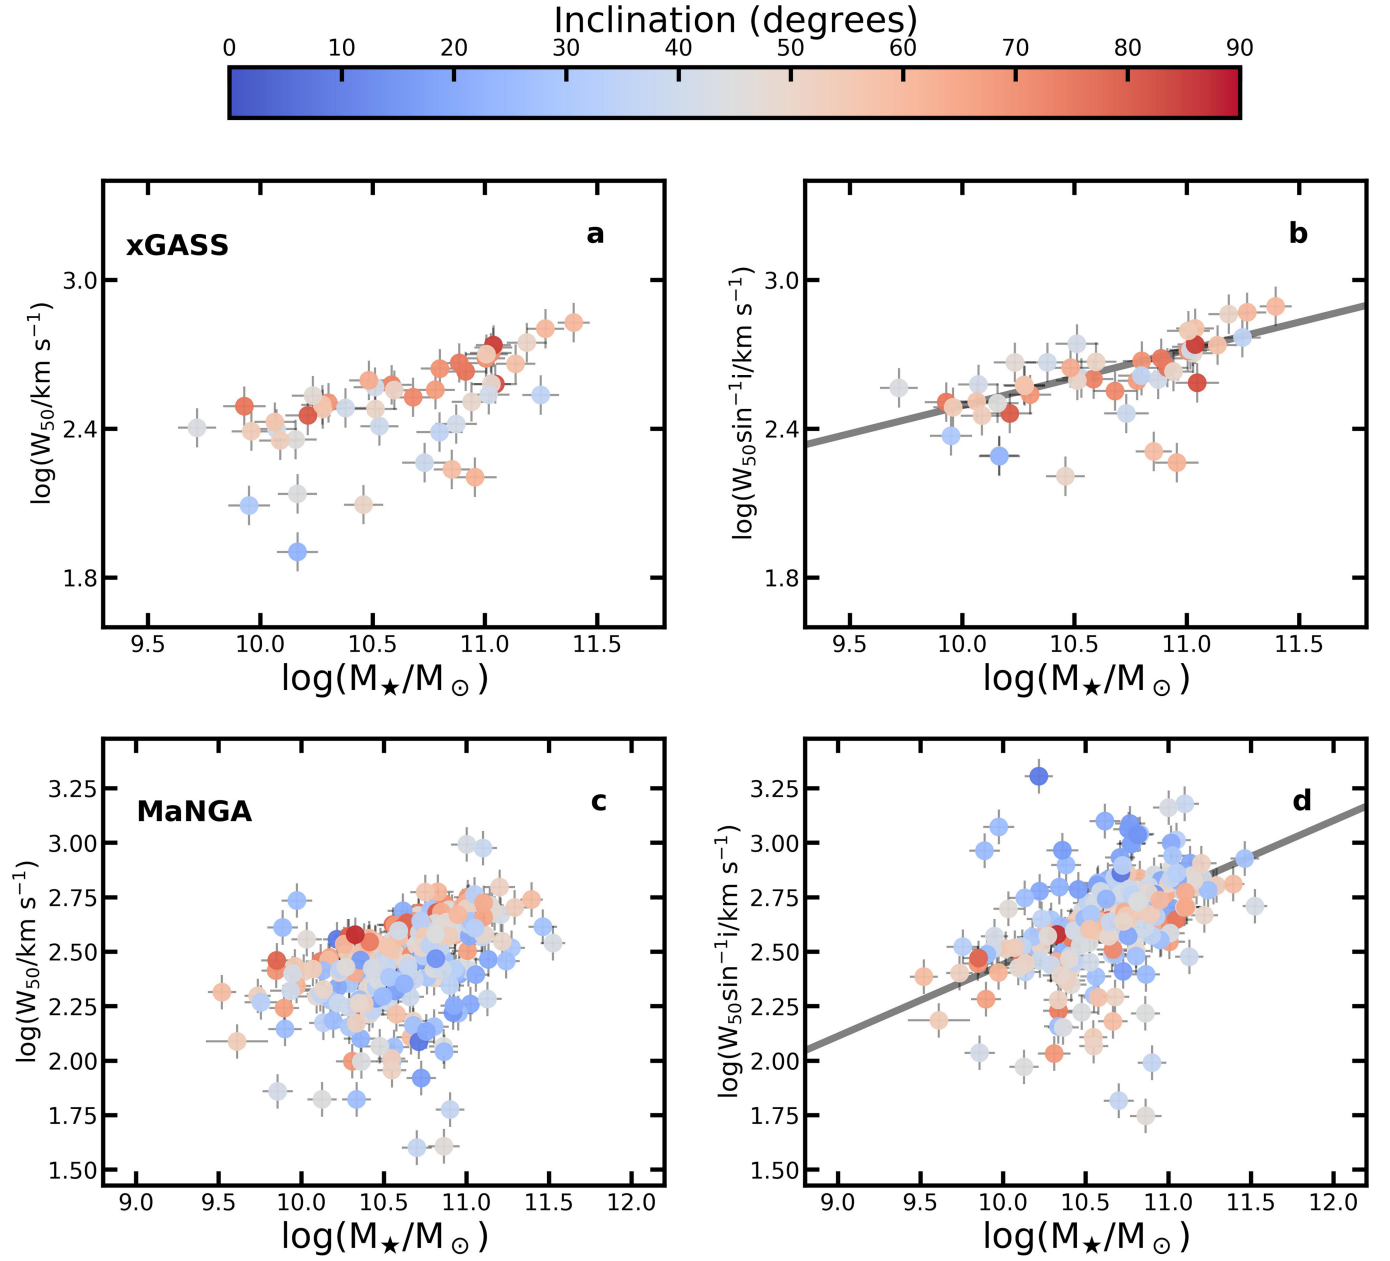 Inclination (degrees)
0 10 20 30 40 50 60 70 80 90
xGASS
a
log(W₅₀/km s⁻¹)
3.0
2.4
1.8
9.5 10.0 10.5 11.0 11.5
log(M★/M⊙)
b
log(W₅₀sin⁻¹i/km s⁻¹)
3.0
2.4
1.8
9.5 10.0 10.5 11.0 11.5
log(M★/M⊙)
MaNGA
c
log(W₅₀/km s⁻¹)
3.25
3.00
2.75
2.50
2.25
2.00
1.75
1.50
9.0 9.5 10.0 10.5 11.0 11.5 12.0
log(M★/M⊙)
d
log(W₅₀sin⁻¹i/km s⁻¹)
3.25
3.00
2.75
2.50
2.25
2.00
1.75
1.50
9.0 9.5 10.0 10.5 11.0 11.5 12.0
log(M★/M⊙)